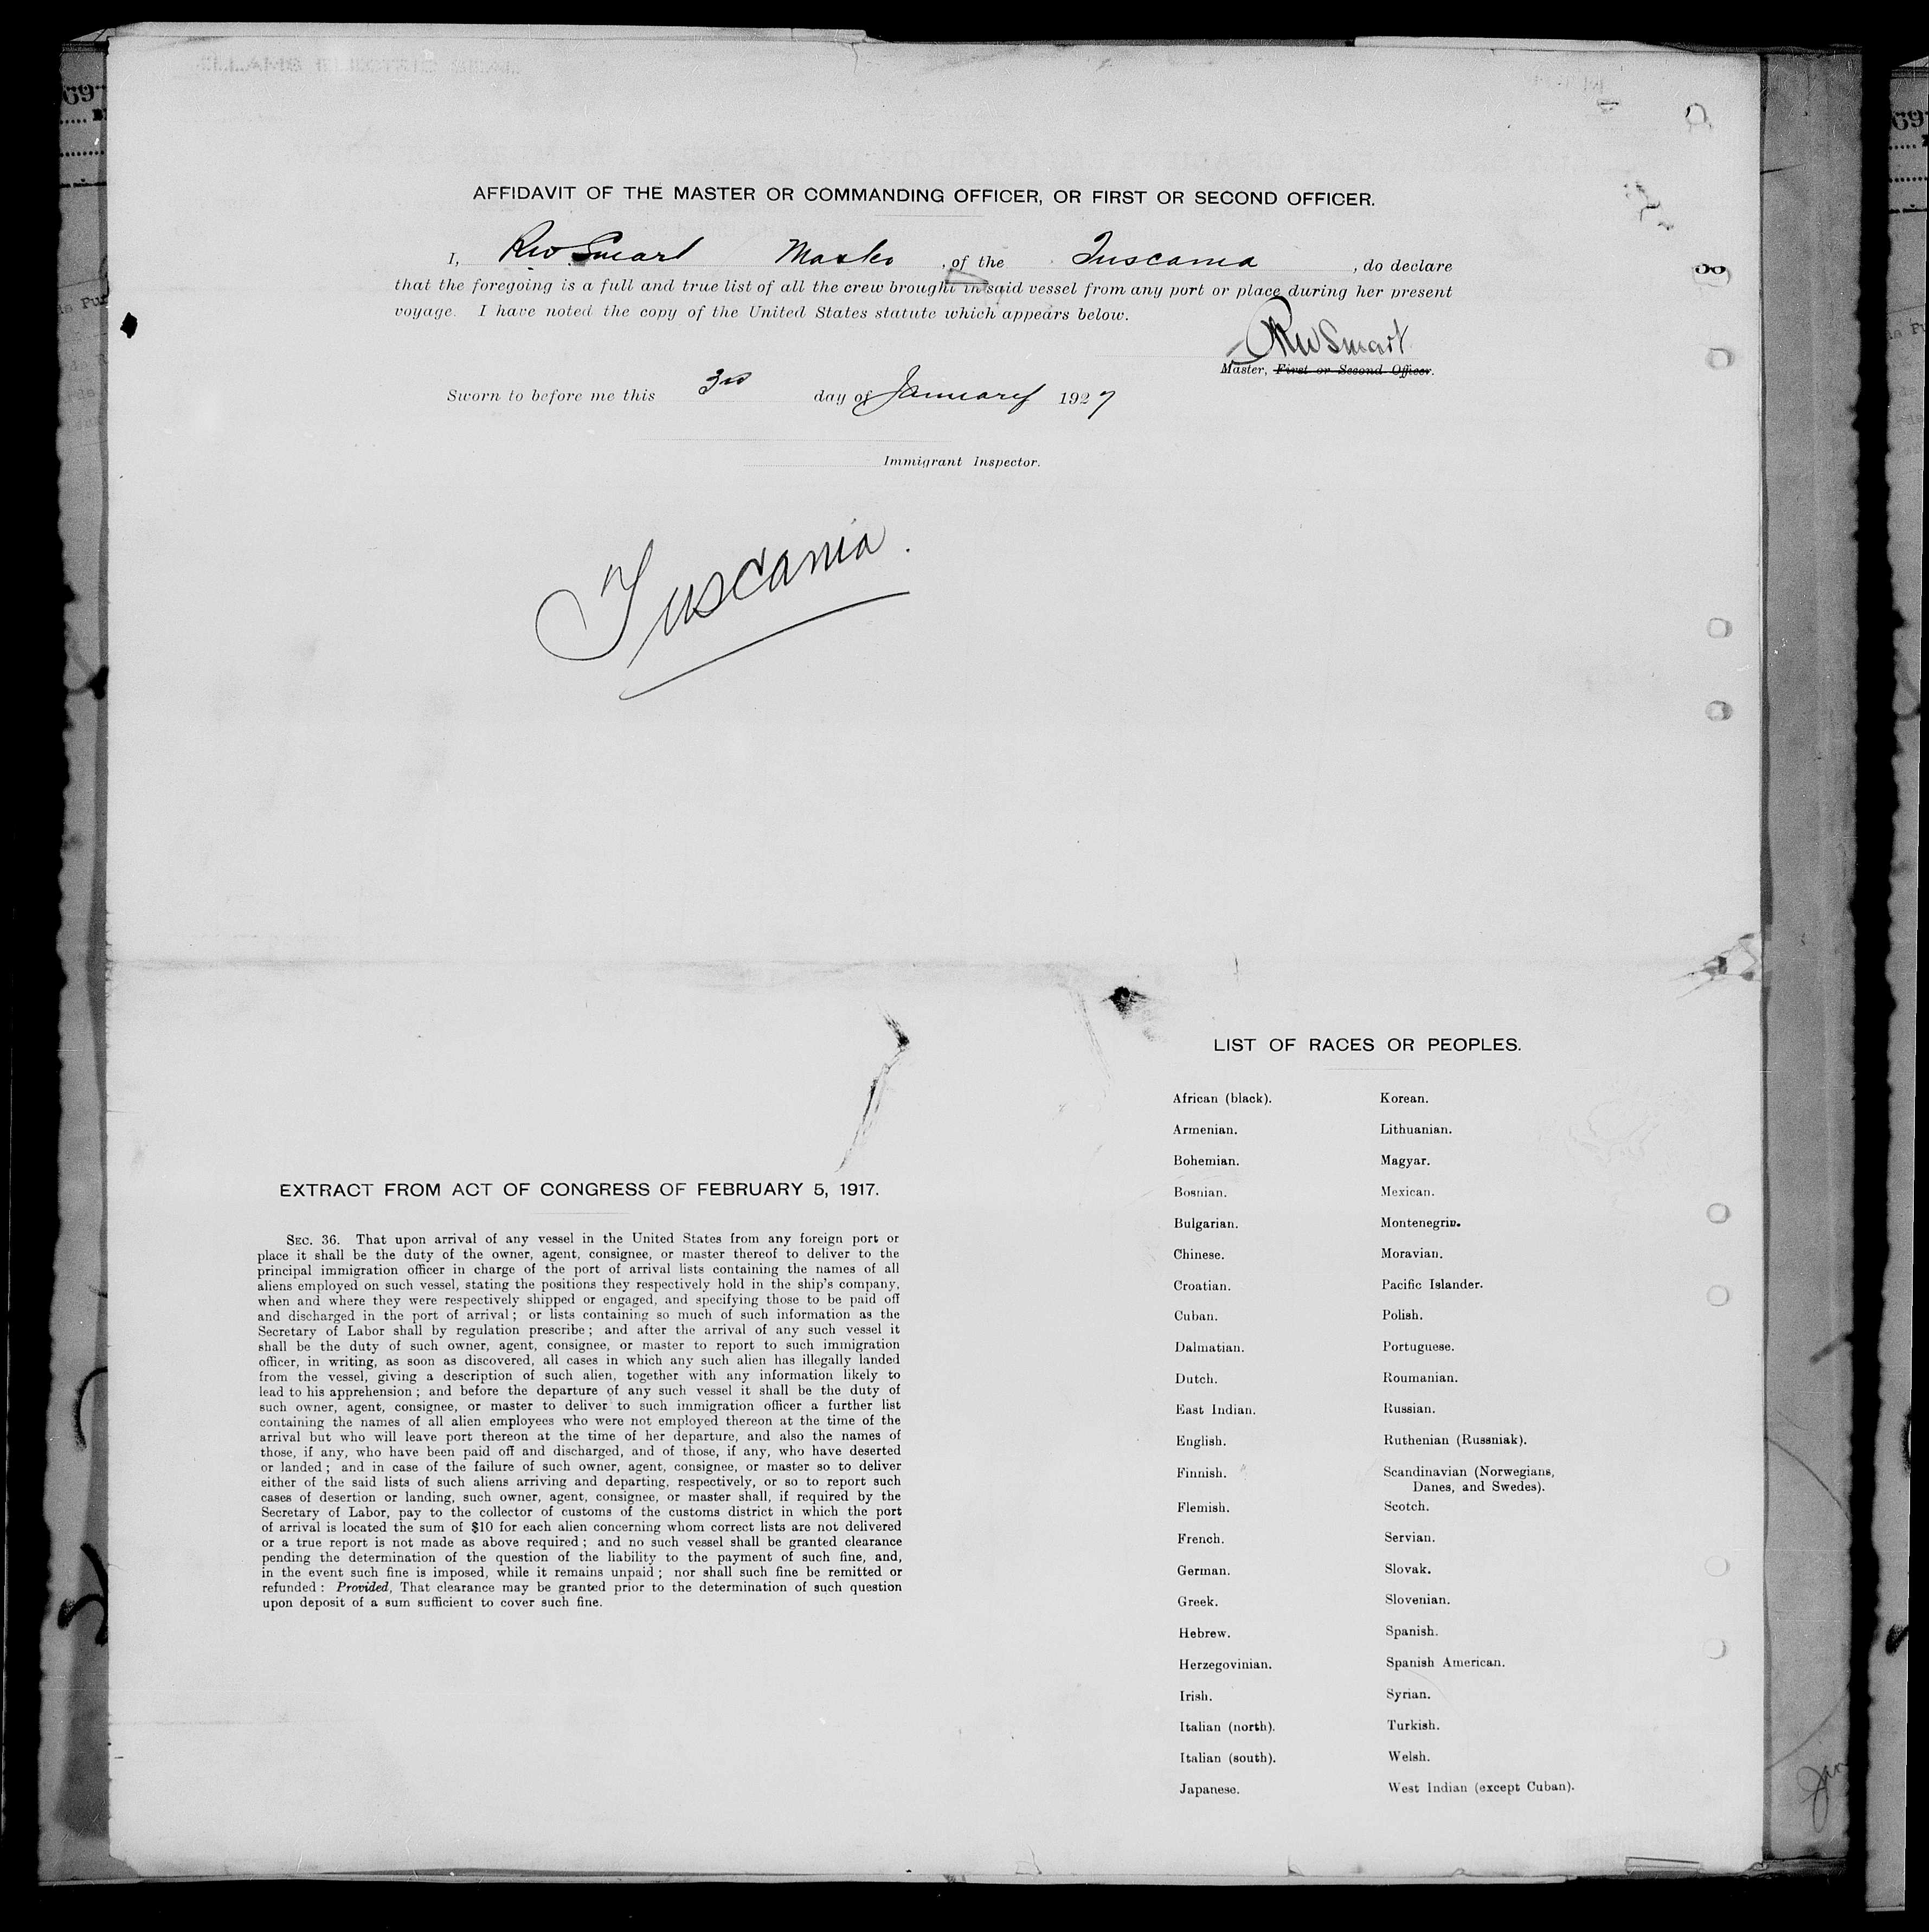 AFFIDAVIT OF THE MASTER OR COMMANDING OFFICER, OR FIRST OR SECOND OFFICER.
I, RW Smart Master, of the Tuscania, do declare
that the foregoing is a full and true list of all the crew brought in said vessel from any port or place during her present
voyage. I have noted the copy of the United States statute which appears below.
RW Smart
Master, First or Second Officer.
Sworn to before me this 3rd day of January 1927
Immigrant Inspector.
Tuscania.
LIST OF RACES OR PEOPLES.
African (black). Korean.
Armenian. Lithuanian.
Bohemian. Magyar.
Bosnian. Mexican.
Bulgarian. Montenegrin.
Chinese. Moravian.
Croatian. Pacific Islander.
Cuban. Polish.
Dalmatian. Portuguese.
Dutch. Roumanian.
East Indian. Russian.
English. Ruthenian (Russniak).
Finnish. Scandinavian (Norwegians,
Danes, and Swedes).
Flemish. Scotch.
French. Servian.
German. Slovak.
Greek. Slovenian.
Hebrew. Spanish.
Herzegovinian. Spanish American.
Irish. Syrian.
Italian (north). Turkish.
Italian (south). Welsh.
Japanese. West Indian (except Cuban).
EXTRACT FROM ACT OF CONGRESS OF FEBRUARY 5, 1917.
SEC. 36. That upon arrival of any vessel in the United States from any foreign port or
place it shall be the duty of the owner, agent, consignee, or master thereof to deliver to the
principal immigration officer in charge of the port of arrival lists containing the names of all
aliens employed on such vessel, stating the positions they respectively hold in the ship's company,
when and where they were respectively shipped or engaged, and specifying those to be paid off
and discharged in the port of arrival; or lists containing so much of such information as the
Secretary of Labor shall by regulation prescribe; and after the arrival of any such vessel it
shall be the duty of such owner, agent, consignee, or master to report to such immigration
officer, in writing, as soon as discovered, all cases in which any such alien has illegally landed
from the vessel, giving a description of such alien, together with any information likely to
lead to his apprehension; and before the departure of any such vessel it shall be the duty of
such owner, agent, consignee, or master to deliver to such immigration officer a further list
containing the names of all alien employees who were not employed thereon at the time of the
arrival but who will leave port thereon at the time of her departure, and also the names of
those, if any, who have been paid off and discharged, and of those, if any, who have deserted
or landed; and in case of the failure of such owner, agent, consignee, or master so to deliver
either of the said lists of such aliens arriving and departing, respectively, or so to report such
cases of desertion or landing, such owner, agent, consignee, or master shall, if required by the
Secretary of Labor, pay to the collector of customs of the customs district in which the port
of arrival is located the sum of $10 for each alien concerning whom correct lists are not delivered
or a true report is not made as above required; and no such vessel shall be granted clearance
pending the determination of the question of the liability to the payment of such fine, and,
in the event such fine is imposed, while it remains unpaid; nor shall such fine be remitted or
refunded: Provided, That clearance may be granted prior to the determination of such question
upon deposit of a sum sufficient to cover such fine.